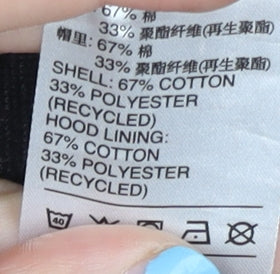 67% 棉
33% 聚酯纤维(再生聚酯)
帽里: 67% 棉
33% 聚酯纤维(再生聚酯)
SHELL: 67% COTTON
33% POLYESTER
(RECYCLED)
HOOD LINING:
67% COTTON
33% POLYESTER
(RECYCLED)
40